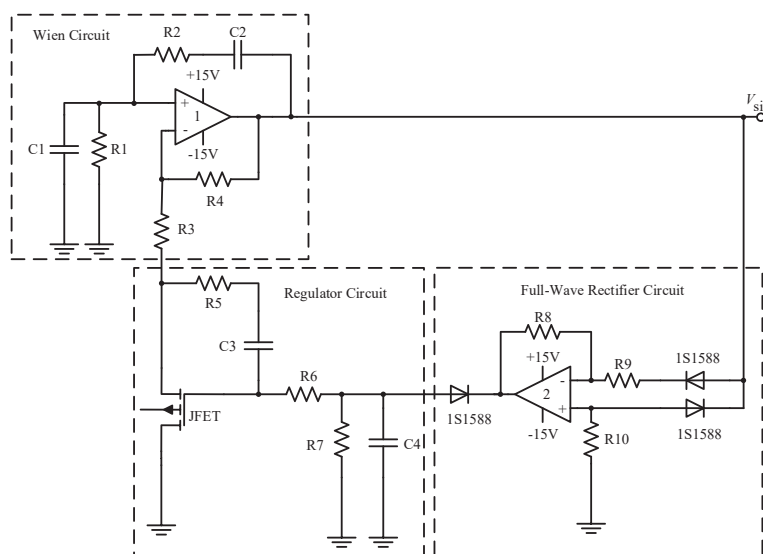 Wien Circuit
R2
C2
+15V
+
1
-
-15V
C1
R1
R4
R3
V
si
R5
Regulator Circuit
C3
R6
JFET
R7
C4
Full-Wave Rectifier Circuit
R8
+15V
-
2
+
-15V
R9
1S1588
1S1588
1S1588
R10